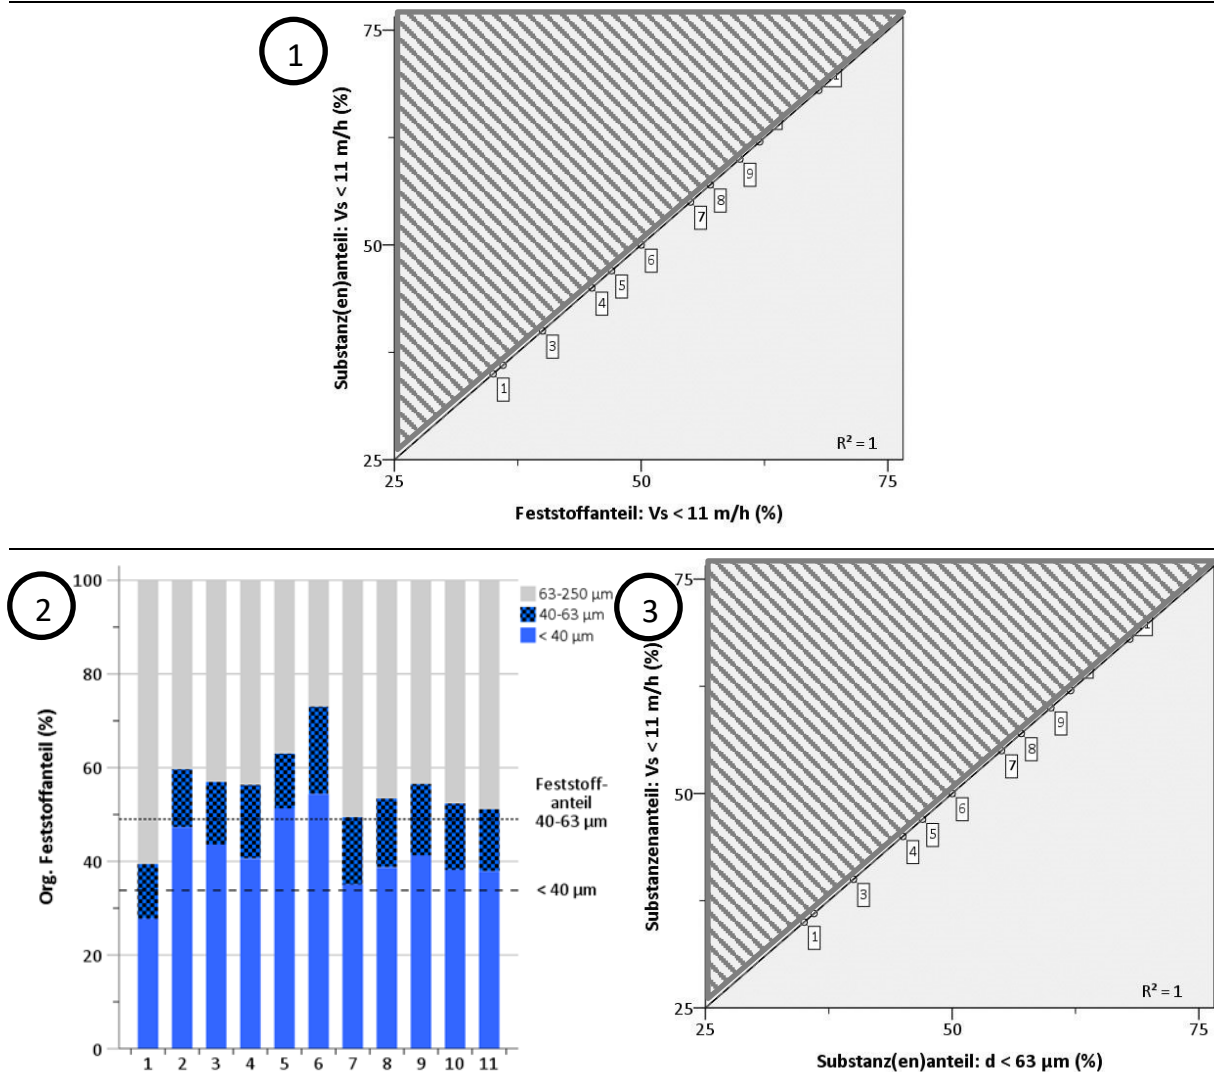 1
75
50
25
25
50
75
Substanz(en)anteil: Vs < 11 m/h (%)
Feststoffanteil: Vs < 11 m/h (%)
1
3
4
5
6
7
8
9
1
R² = 1
2
100
80
60
40
20
0
Org. Feststoffanteil (%)
63-250 µm
40-63 µm
< 40 µm
Feststoff-
anteil
40-63 µm
< 40 µm
1 2 3 4 5 6 7 8 9 10 11
3
75
50
25
25
50
75
Substanzenanteil: Vs < 11 m/h (%)
Substanz(en)anteil: d < 63 µm (%)
1
3
4
5
6
7
8
9
1
R² = 1